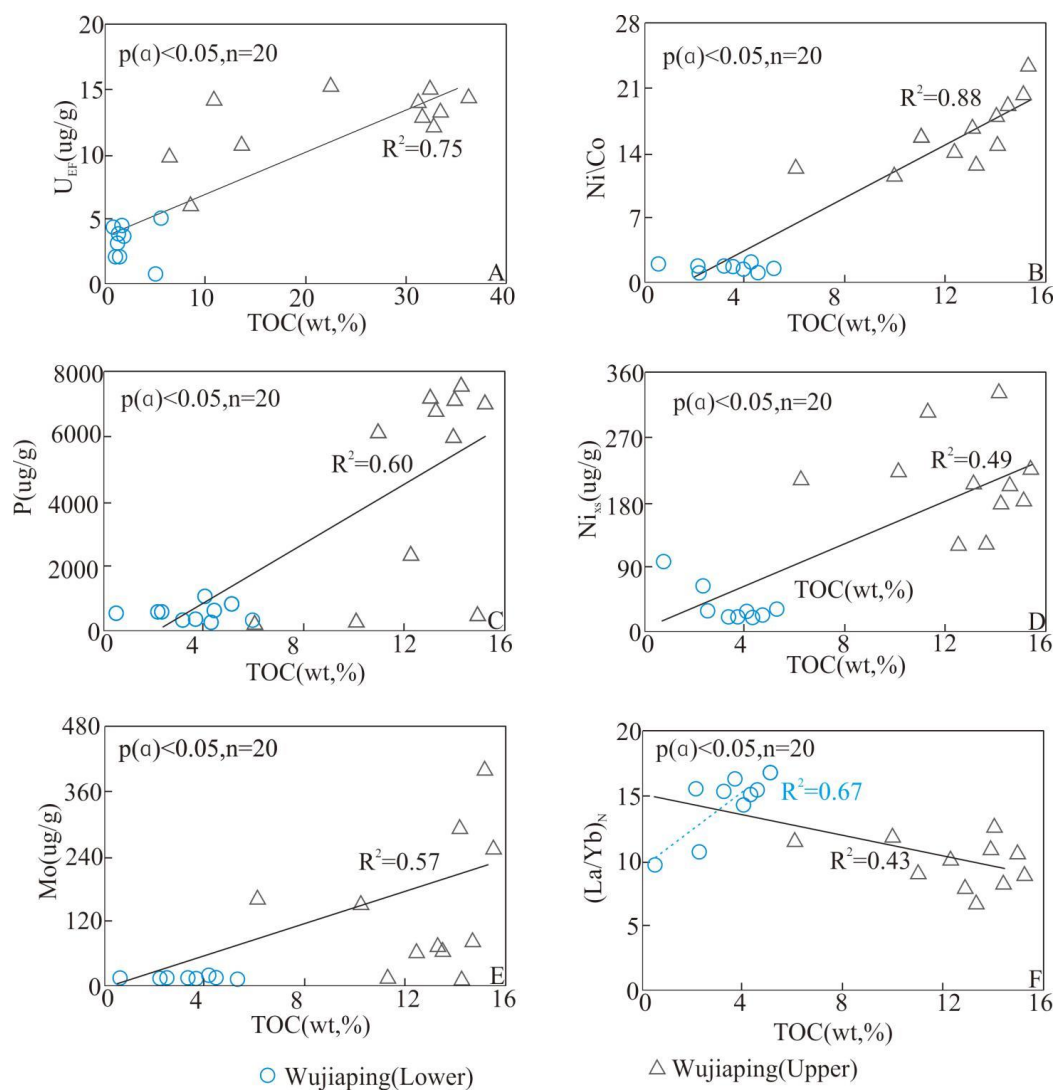 20
15
10
5
0
U_EF(ug/g)
p(α)<0.05,n=20
R²=0.75
A
0 10 20 30 40
TOC(wt,%)
28
21
14
7
0
Ni\Co
p(α)<0.05,n=20
R²=0.88
B
0 4 8 12 16
TOC(wt,%)
8000
6000
4000
2000
0
P(ug/g)
p(α)<0.05,n=20
R²=0.60
C
0 4 8 12 16
TOC(wt,%)
360
270
180
90
0
Ni_xs(ug/g)
p(α)<0.05,n=20
R²=0.49
TOC(wt,%)
D
0 4 8 12 16
TOC(wt,%)
480
360
240
120
0
Mo(ug/g)
p(α)<0.05,n=20
R²=0.57
E
0 4 8 12 16
TOC(wt,%)
20
15
10
5
0
(La/Yb)_N
p(α)<0.05,n=20
R²=0.67
R²=0.43
F
0 4 8 12 16
TOC(wt,%)
Wujiaping(Lower)
Wujiaping(Upper)